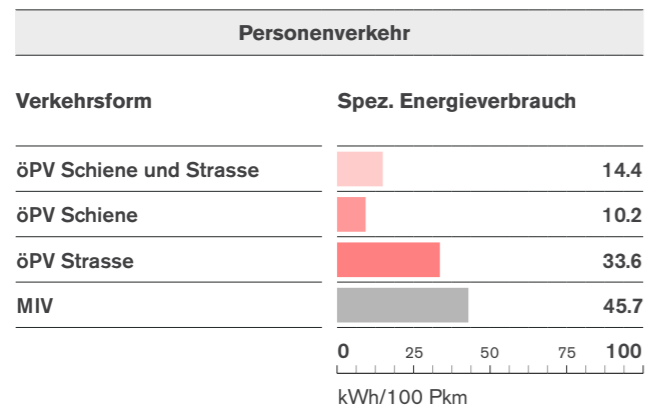 Personenverkehr
Verkehrsform Spez. Energieverbrauch
öPV Schiene und Strasse 14.4
öPV Schiene 10.2
öPV Strasse 33.6
MIV 45.7
0 25 50 75 100
kWh/100 Pkm